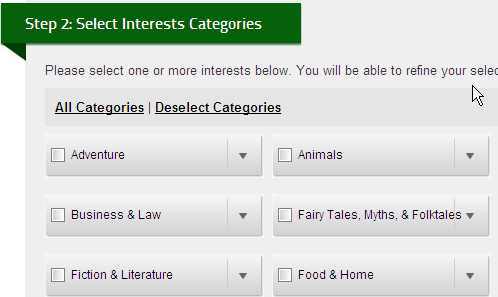 Step 2: Select Interests Categories
Please select one or more interests below. You will be able to refine your
All Categories | Deselect Categories
Adventure
Animals
Business & Law
Fairy Tales, Myths, & Folktales
Fiction & Literature
Food & Home